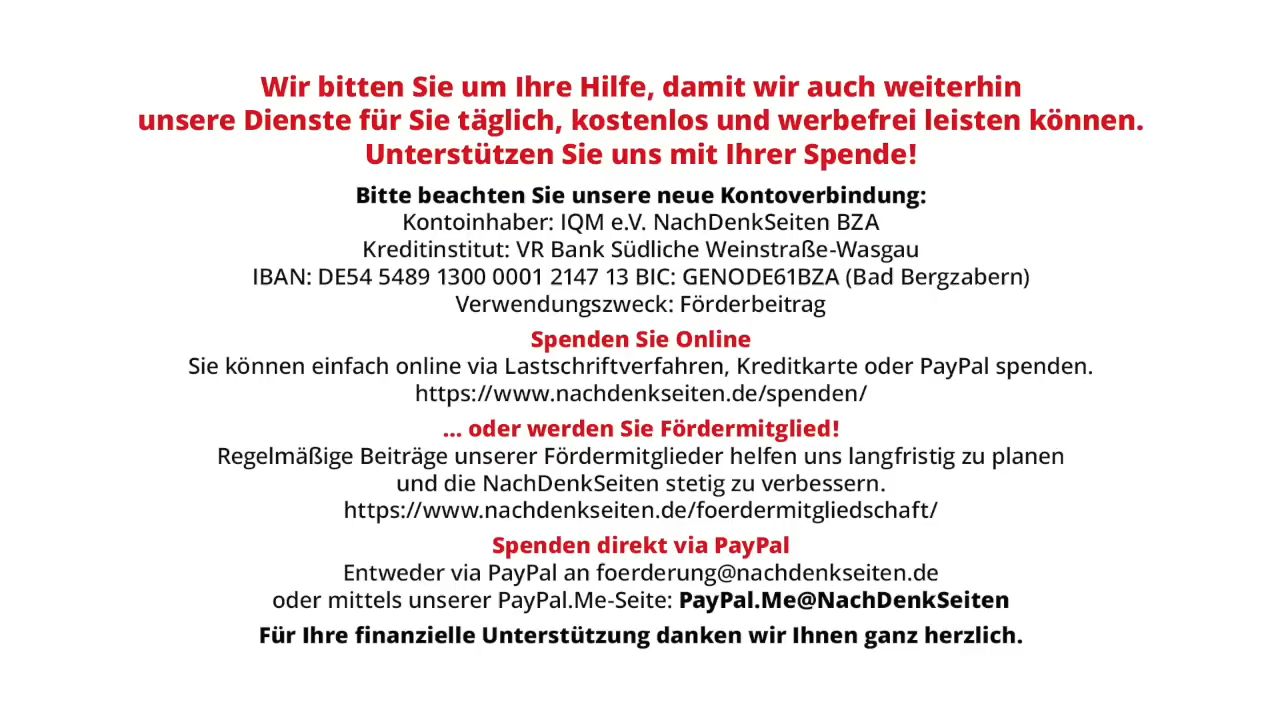 Wir bitten Sie um Ihre Hilfe, damit wir auch weiterhin
unsere Dienste für Sie täglich, kostenlos und werbefrei leisten können.
Unterstützen Sie uns mit Ihrer Spende!
Bitte beachten Sie unsere neue Kontoverbindung:
Kontoinhaber: IQM e.V. NachDenkSeiten BZA
Kreditinstitut: VR Bank Südliche Weinstraße-Wasgau
IBAN: DE54 5489 1300 0001 2147 13 BIC: GENODE61BZA (Bad Bergzabern)
Verwendungszweck: Förderbeitrag
Spenden Sie Online
Sie können einfach online via Lastschriftverfahren, Kreditkarte oder PayPal spenden.
https://www.nachdenkseiten.de/spenden/
... oder werden Sie Fördermitglied!
Regelmäßige Beiträge unserer Fördermitglieder helfen uns langfristig zu planen
und die NachDenkSeiten stetig zu verbessern.
https://www.nachdenkseiten.de/foerdermitgliedschaft/
Spenden direkt via PayPal
Entweder via PayPal an foerderung@nachdenkseiten.de
oder mittels unserer PayPal.Me-Seite: PayPal.Me@NachDenkSeiten
Für Ihre finanzielle Unterstützung danken wir Ihnen ganz herzlich.